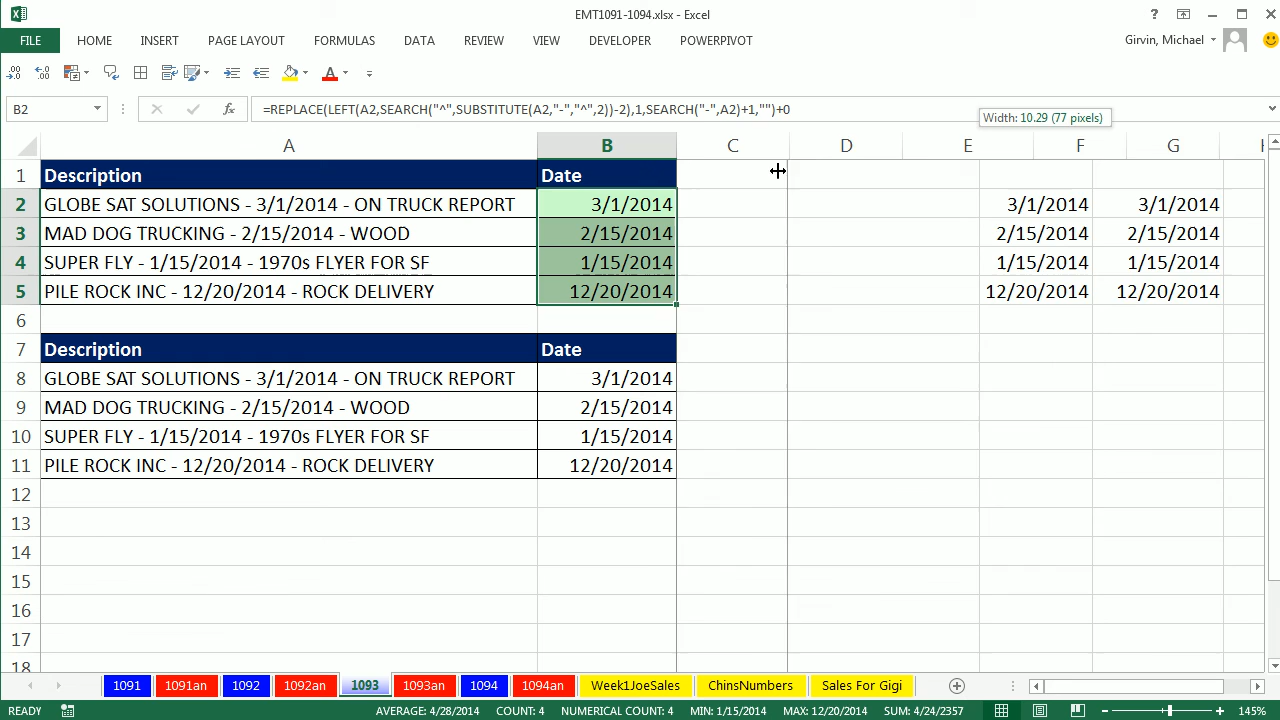 EMT1091-1094.xlsx - Excel
?
FILE HOME INSERT PAGE LAYOUT FORMULAS DATA REVIEW VIEW DEVELOPER POWERPIVOT Girvin, Michael
B2 fx =REPLACE(LEFT(A2,SEARCH("^",SUBSTITUTE(A2,"-","^",2))-2),1,SEARCH("-",A2)+1,"")+0
Width: 10.29 (77 pixels)
A B C D E F G
1 Description Date
2 GLOBE SAT SOLUTIONS - 3/1/2014 - ON TRUCK REPORT 3/1/2014 3/1/2014 3/1/2014
3 MAD DOG TRUCKING - 2/15/2014 - WOOD 2/15/2014 2/15/2014 2/15/2014
4 SUPER FLY - 1/15/2014 - 1970s FLYER FOR SF 1/15/2014 1/15/2014 1/15/2014
5 PILE ROCK INC - 12/20/2014 - ROCK DELIVERY 12/20/2014 12/20/2014 12/20/2014
6
7 Description Date
8 GLOBE SAT SOLUTIONS - 3/1/2014 - ON TRUCK REPORT 3/1/2014
9 MAD DOG TRUCKING - 2/15/2014 - WOOD 2/15/2014
10 SUPER FLY - 1/15/2014 - 1970s FLYER FOR SF 1/15/2014
11 PILE ROCK INC - 12/20/2014 - ROCK DELIVERY 12/20/2014
12
13
14
15
16
17
18
1091 1091an 1092 1092an 1093 1093an 1094 1094an Week1JoeSales ChinsNumbers Sales For Gigi
READY AVERAGE: 4/28/2014 COUNT: 4 NUMERICAL COUNT: 4 MIN: 1/15/2014 MAX: 12/20/2014 SUM: 4/24/2357 145%